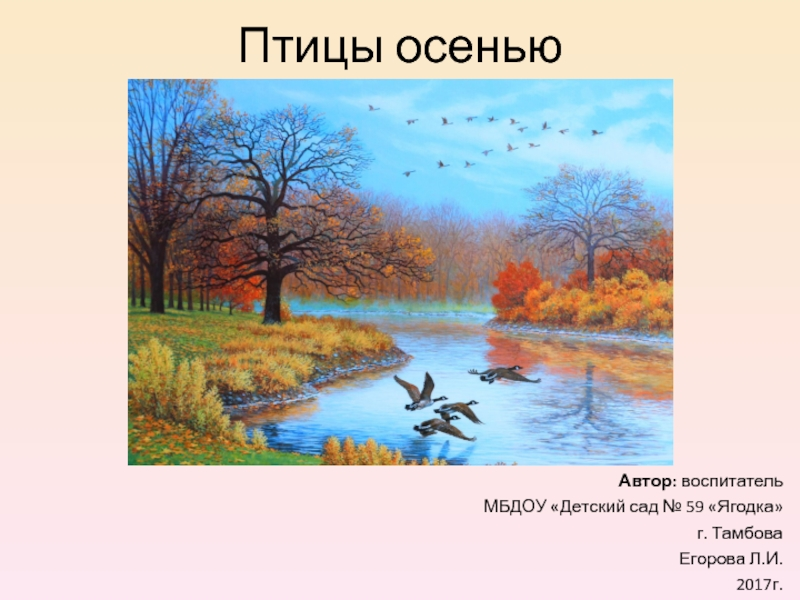 Птицы осенью
Автор: воспитатель
МБДОУ «Детский сад № 59 «Ягодка»
г. Тамбова
Егорова Л.И.
2017г.